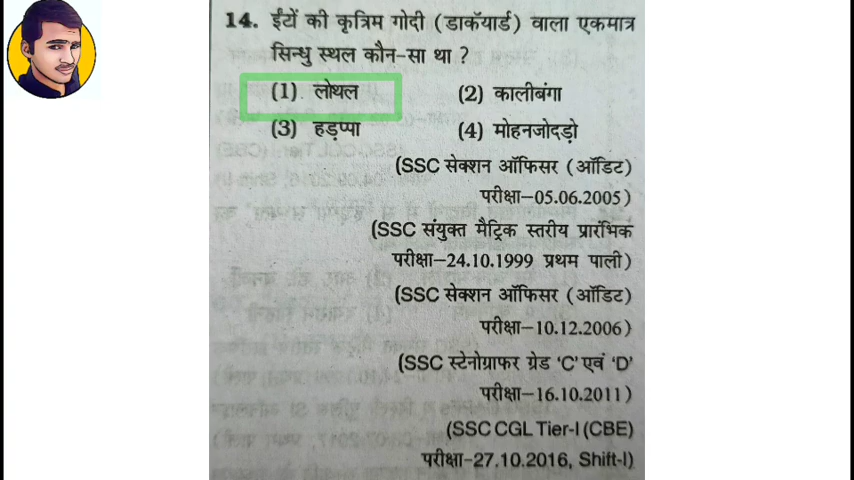 14. ईंटों की कृत्रिम गोदी (डाकॅयार्ड) वाला एकमात्र
सिन्धु स्थल कौन-सा था ?
(1) लोथल (2) कालीबंगा
(3) हड़प्पा (4) मोहनजोदड़ो
(SSC सेक्शन ऑफिसर (ऑडिट)
परीक्षा-05.06.2005)
(SSC संयुक्त मैट्रिक स्तरीय प्रारंभिक
परीक्षा-24.10.1999 प्रथम पाली)
(SSC सेक्शन ऑफिसर (ऑडिट)
परीक्षा-10.12.2006)
(SSC स्टेनोग्राफर ग्रेड ‘C’ एवं ‘D’
परीक्षा-16.10.2011)
(SSC CGL Tier-I (CBE)
परीक्षा-27.10.2016, Shift-I)